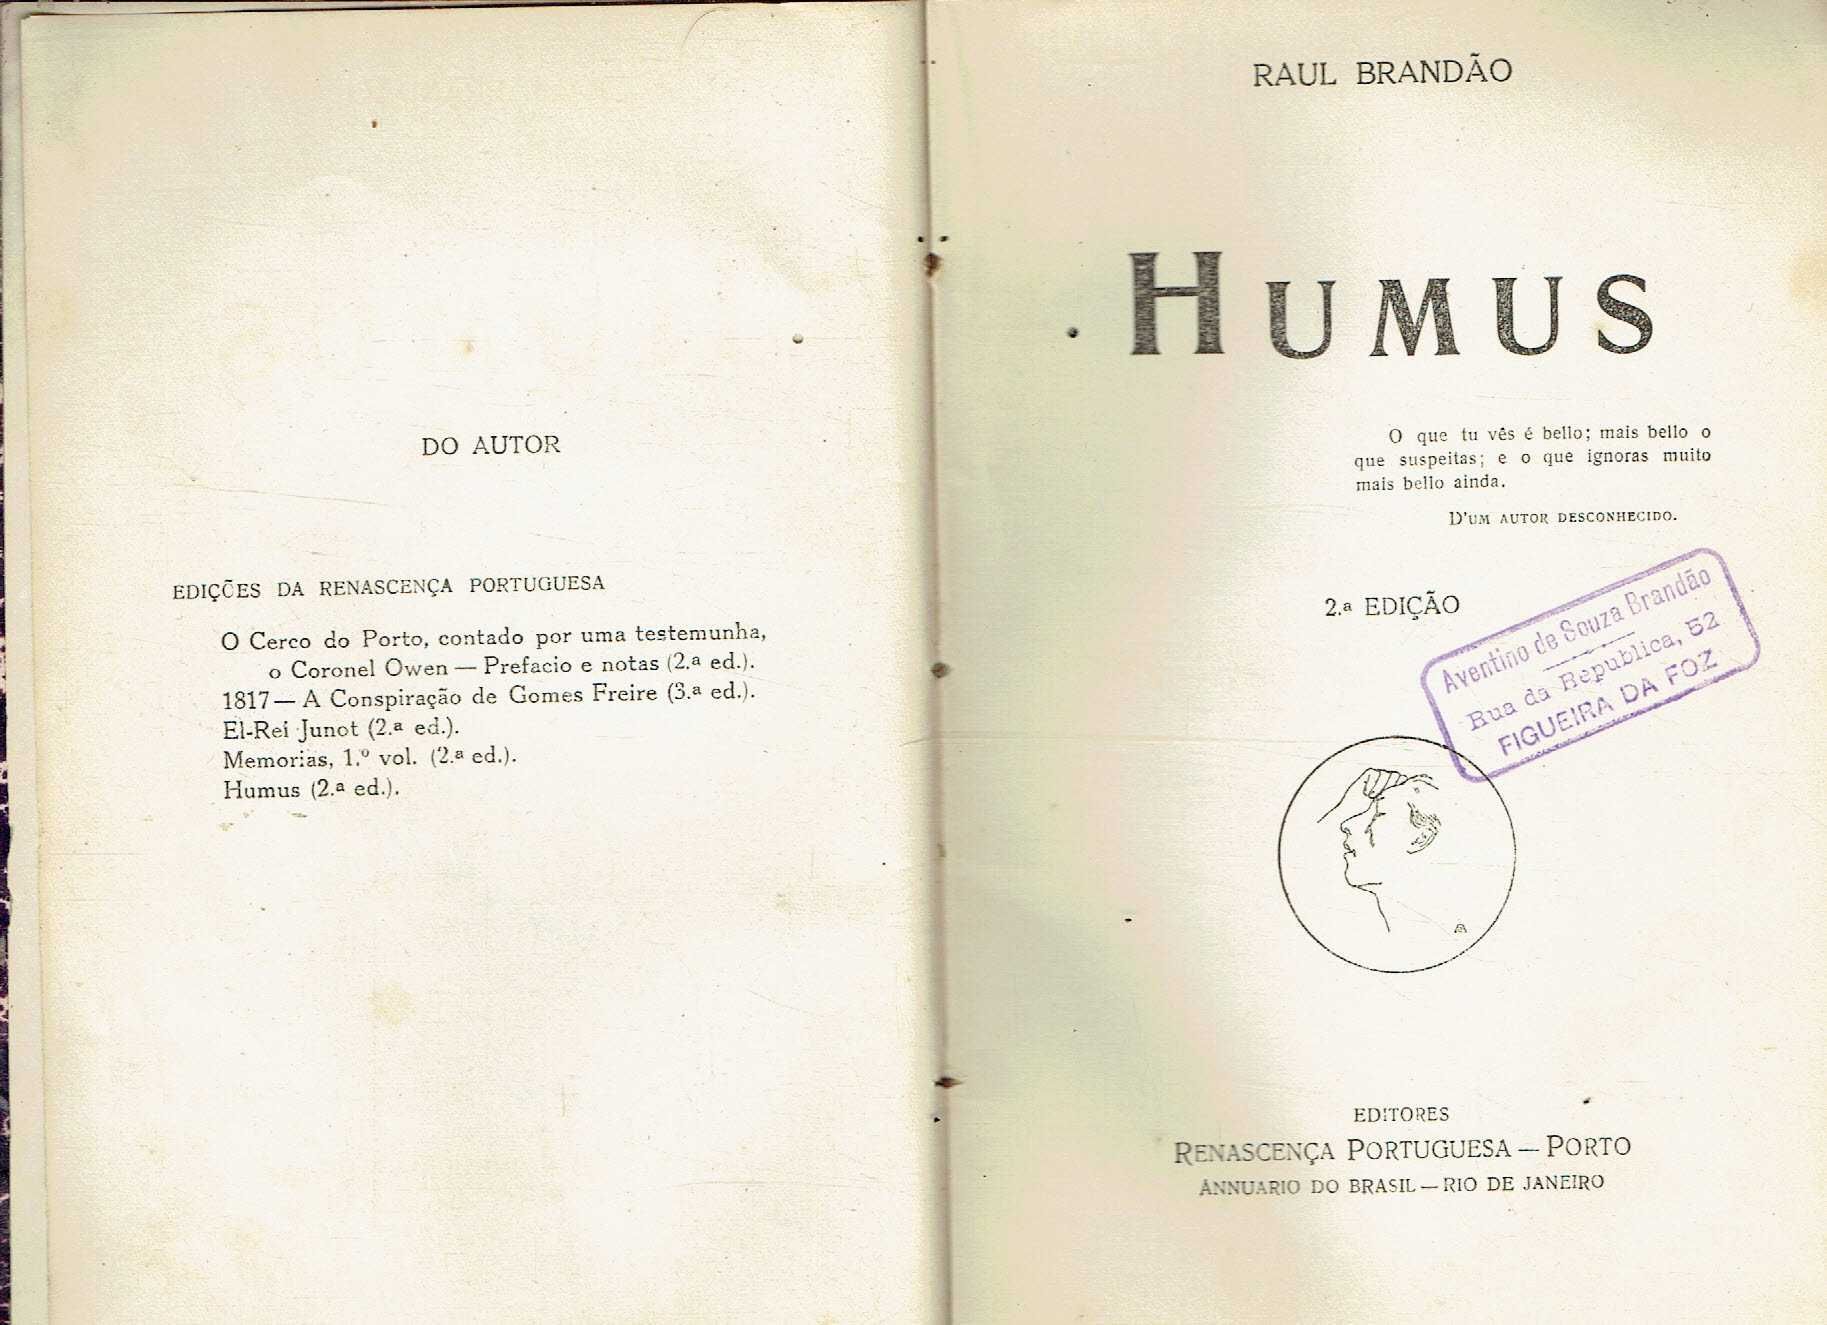 DO AUTOR
EDIÇÕES DA RENASCENÇA PORTUGUESA
O Cerco do Porto, contado por uma testemunha,
o Coronel Owen — Prefacio e notas (2.ª ed.).
1817 — A Conspiração de Gomes Freire (3.ª ed.).
El-Rei Junot (2.ª ed.).
Memorias, 1.º vol. (2.ª ed.).
Humus (2.ª ed.).
RAUL BRANDÃO
HUMUS
O que tu vês é bello; mais bello o
que suspeitas; e o que ignoras muito
mais bello ainda.
D'UM AUTOR DESCONHECIDO.
2.ª EDIÇÃO
Aventino de Souza Brandão
Rua da Republica, 52
FIGUEIRA DA FOZ
EDITORES
RENASCENÇA PORTUGUESA — PORTO
ANNUARIO DO BRASIL — RIO DE JANEIRO